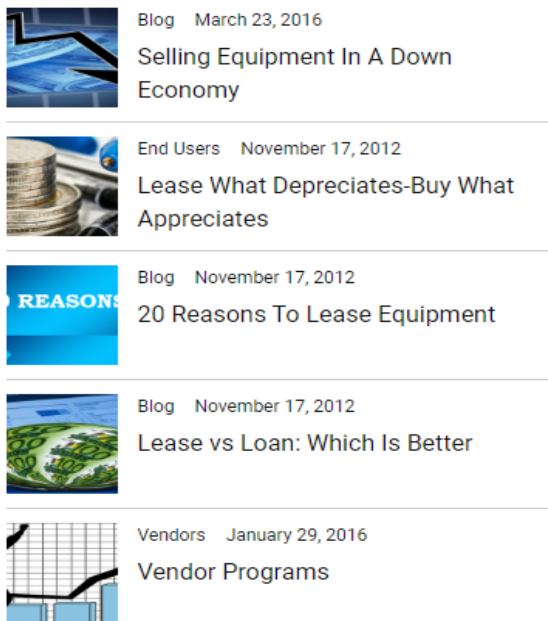 Blog March 23, 2016
Selling Equipment In A Down
Economy
End Users November 17, 2012
Lease What Depreciates-Buy What
Appreciates
REASONS
Blog November 17, 2012
20 Reasons To Lease Equipment
Blog November 17, 2012
Lease vs Loan: Which Is Better
Vendors January 29, 2016
Vendor Programs